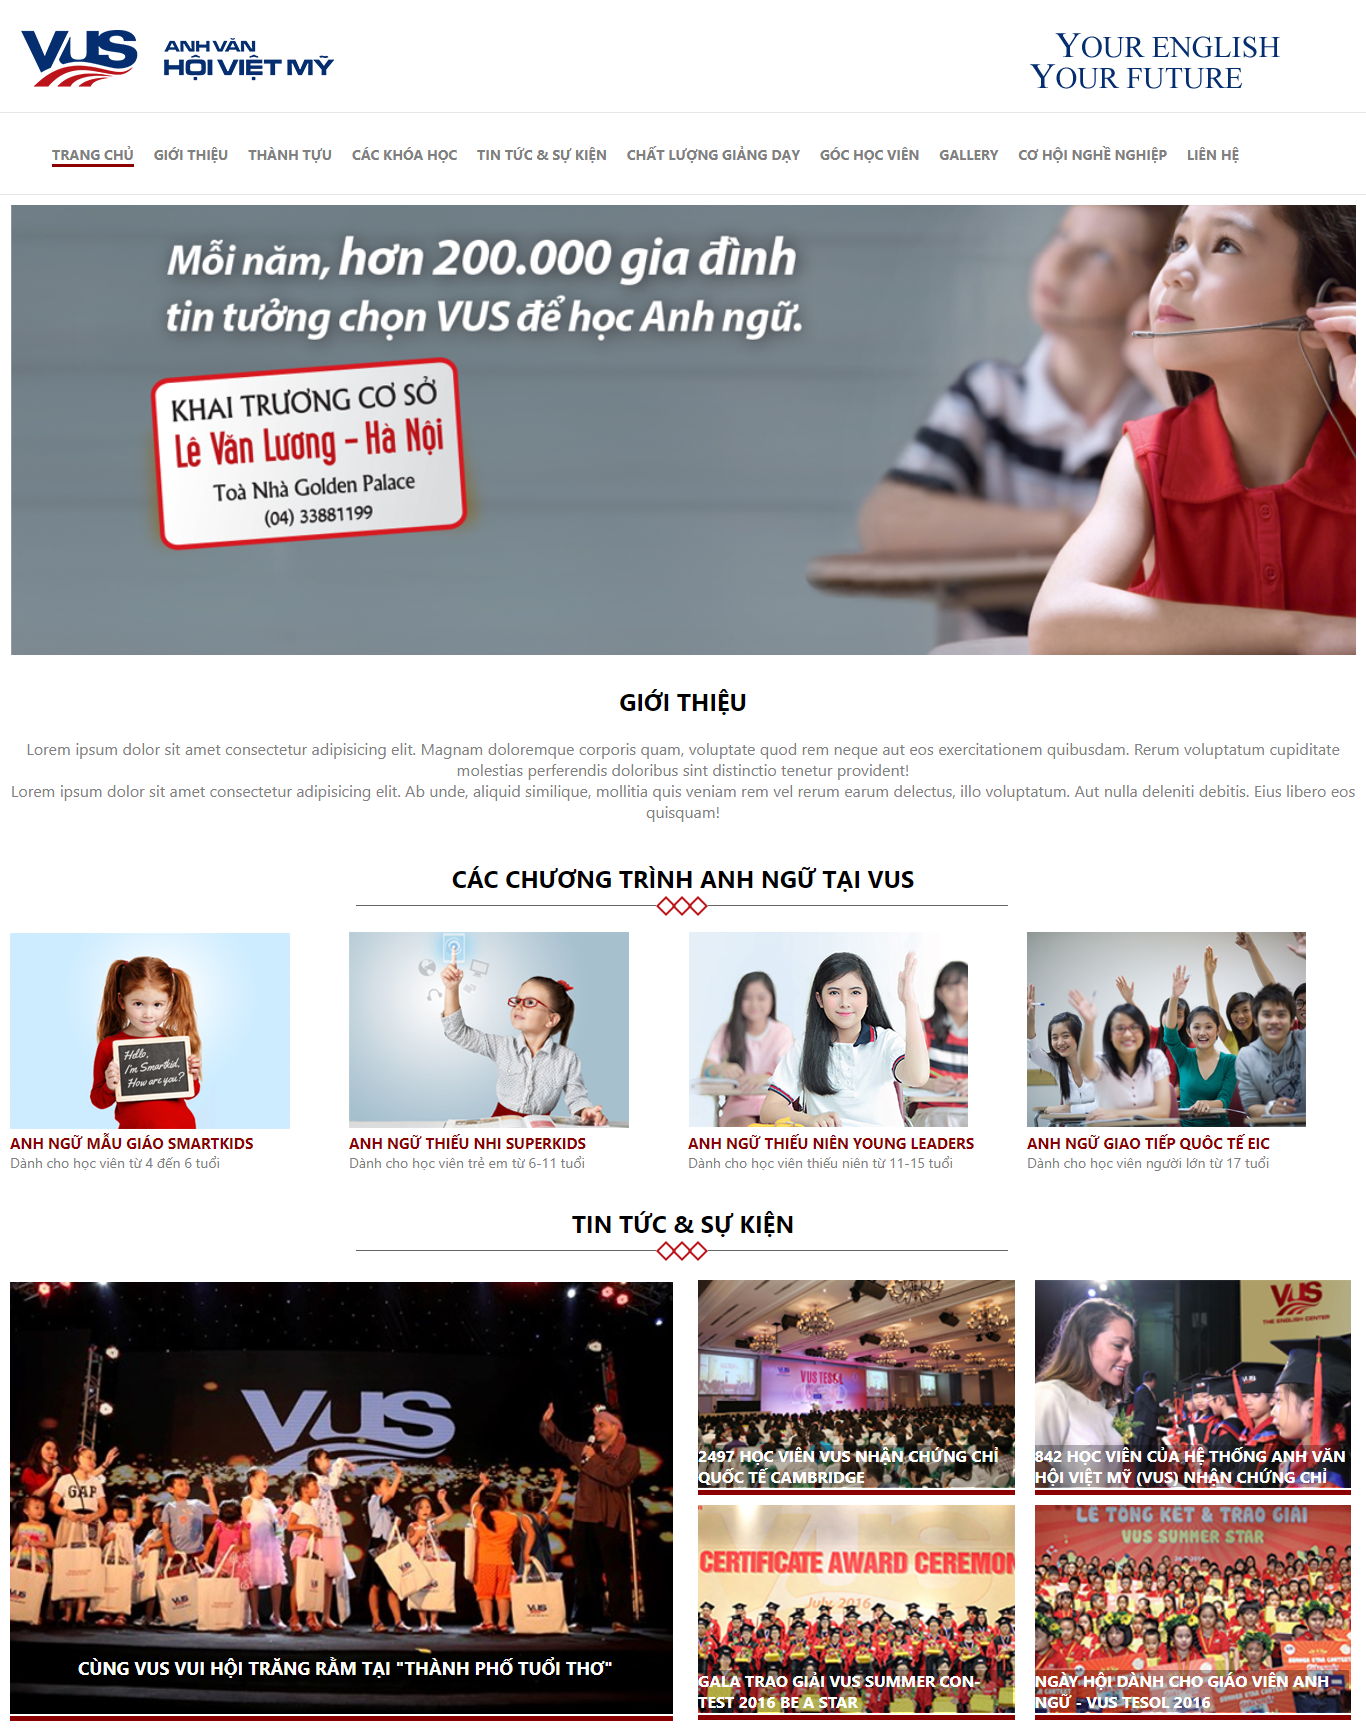 VUS
ANH VĂN
HỘI VIỆT MỸ
YOUR ENGLISH
YOUR FUTURE
TRANG CHỦ GIỚI THIỆU THÀNH TỰU CÁC KHÓA HỌC TIN TỨC & SỰ KIỆN CHẤT LƯỢNG GIẢNG DẠY GÓC HỌC VIÊN GALLERY CƠ HỘI NGHỀ NGHIỆP LIÊN HỆ
Mỗi năm, hơn 200.000 gia đình
tin tưởng chọn VUS để học Anh ngữ.
KHAI TRƯƠNG CƠ SỞ
Lê Văn Lương - Hà Nội
Toà Nhà Golden Palace
(04) 33881199
GIỚI THIỆU
Lorem ipsum dolor sit amet consectetur adipisicing elit. Magnam doloremque corporis quam, voluptate quod rem neque aut eos exercitationem quibusdam. Rerum voluptatum cupiditate
molestias perferendis doloribus sint distinctio tenetur provident!
Lorem ipsum dolor sit amet consectetur adipisicing elit. Ab unde, aliquid similique, mollitia quis veniam rem vel rerum earum delectus, illo voluptatum. Aut nulla deleniti debitis. Eius libero eos
quisquam!
CÁC CHƯƠNG TRÌNH ANH NGỮ TẠI VUS
Hello,
I'm Smartkid.
How are you?
ANH NGỮ MẪU GIÁO SMARTKIDS
Dành cho học viên từ 4 đến 6 tuổi
ANH NGỮ THIẾU NHI SUPERKIDS
Dành cho học viên trẻ em từ 6-11 tuổi
ANH NGỮ THIẾU NIÊN YOUNG LEADERS
Dành cho học viên thiếu niên từ 11-15 tuổi
ANH NGỮ GIAO TIẾP QUỐC TẾ EIC
Dành cho học viên người lớn từ 17 tuổi
TIN TỨC & SỰ KIỆN
VUS
GAP
VUS
VUS
CÙNG VUS VUI HỘI TRĂNG RẰM TẠI "THÀNH PHỐ TUỔI THƠ"
VUS TESOL
2497 HỌC VIÊN VUS NHẬN CHỨNG CHỈ
QUỐC TẾ CAMBRIDGE
VUS
THE ENGLISH CENTER
842 HỌC VIÊN CỦA HỆ THỐNG ANH VĂN
HỘI VIỆT MỸ (VUS) NHẬN CHỨNG CHỈ
CERTIFICATE AWARD CEREMON
July 2016
GALA TRAO GIẢI VUS SUMMER CON-
TEST 2016 BE A STAR
LỄ TỔNG KẾT & TRAO GIẢI
VUS SUMMER STAR
NGÀY HỘI DÀNH CHO GIÁO VIÊN ANH
NGỮ - VUS TESOL 2016